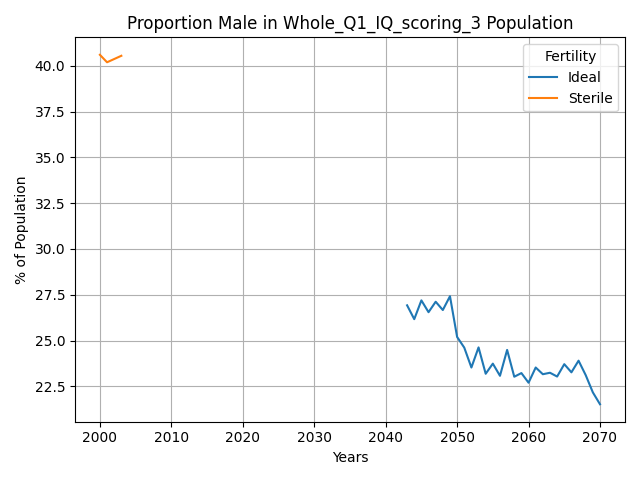 Proportion Male in Whole_Q1_IQ_scoring_3 Population
Fertility
Ideal
Sterile
% of Population
40.0
37.5
35.0
32.5
30.0
27.5
25.0
22.5
2000 2010 2020 2030 2040 2050 2060 2070
Years